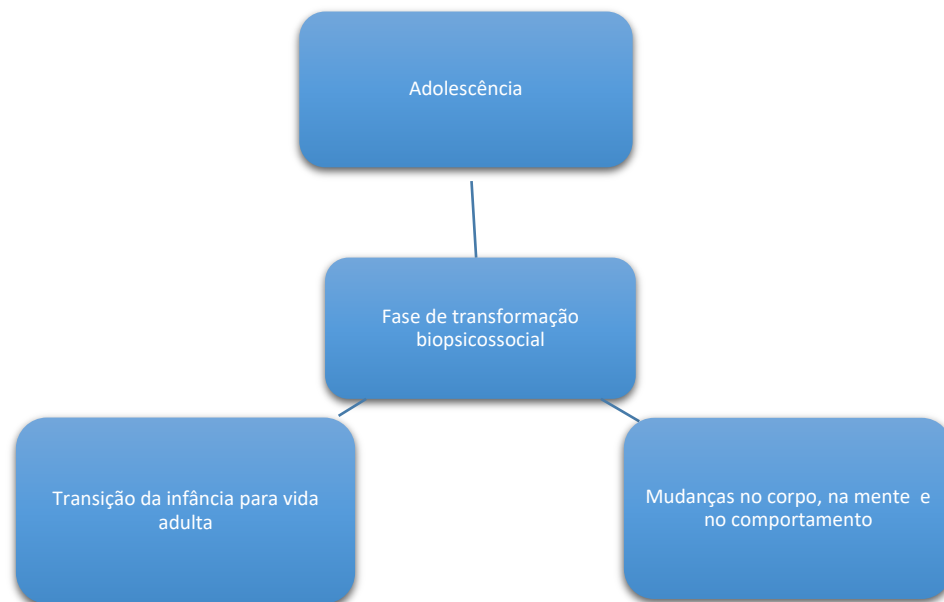 Adolescência
Fase de transformação
biopsicossocial
Transição da infância para vida
adulta
Mudanças no corpo, na mente e
no comportamento